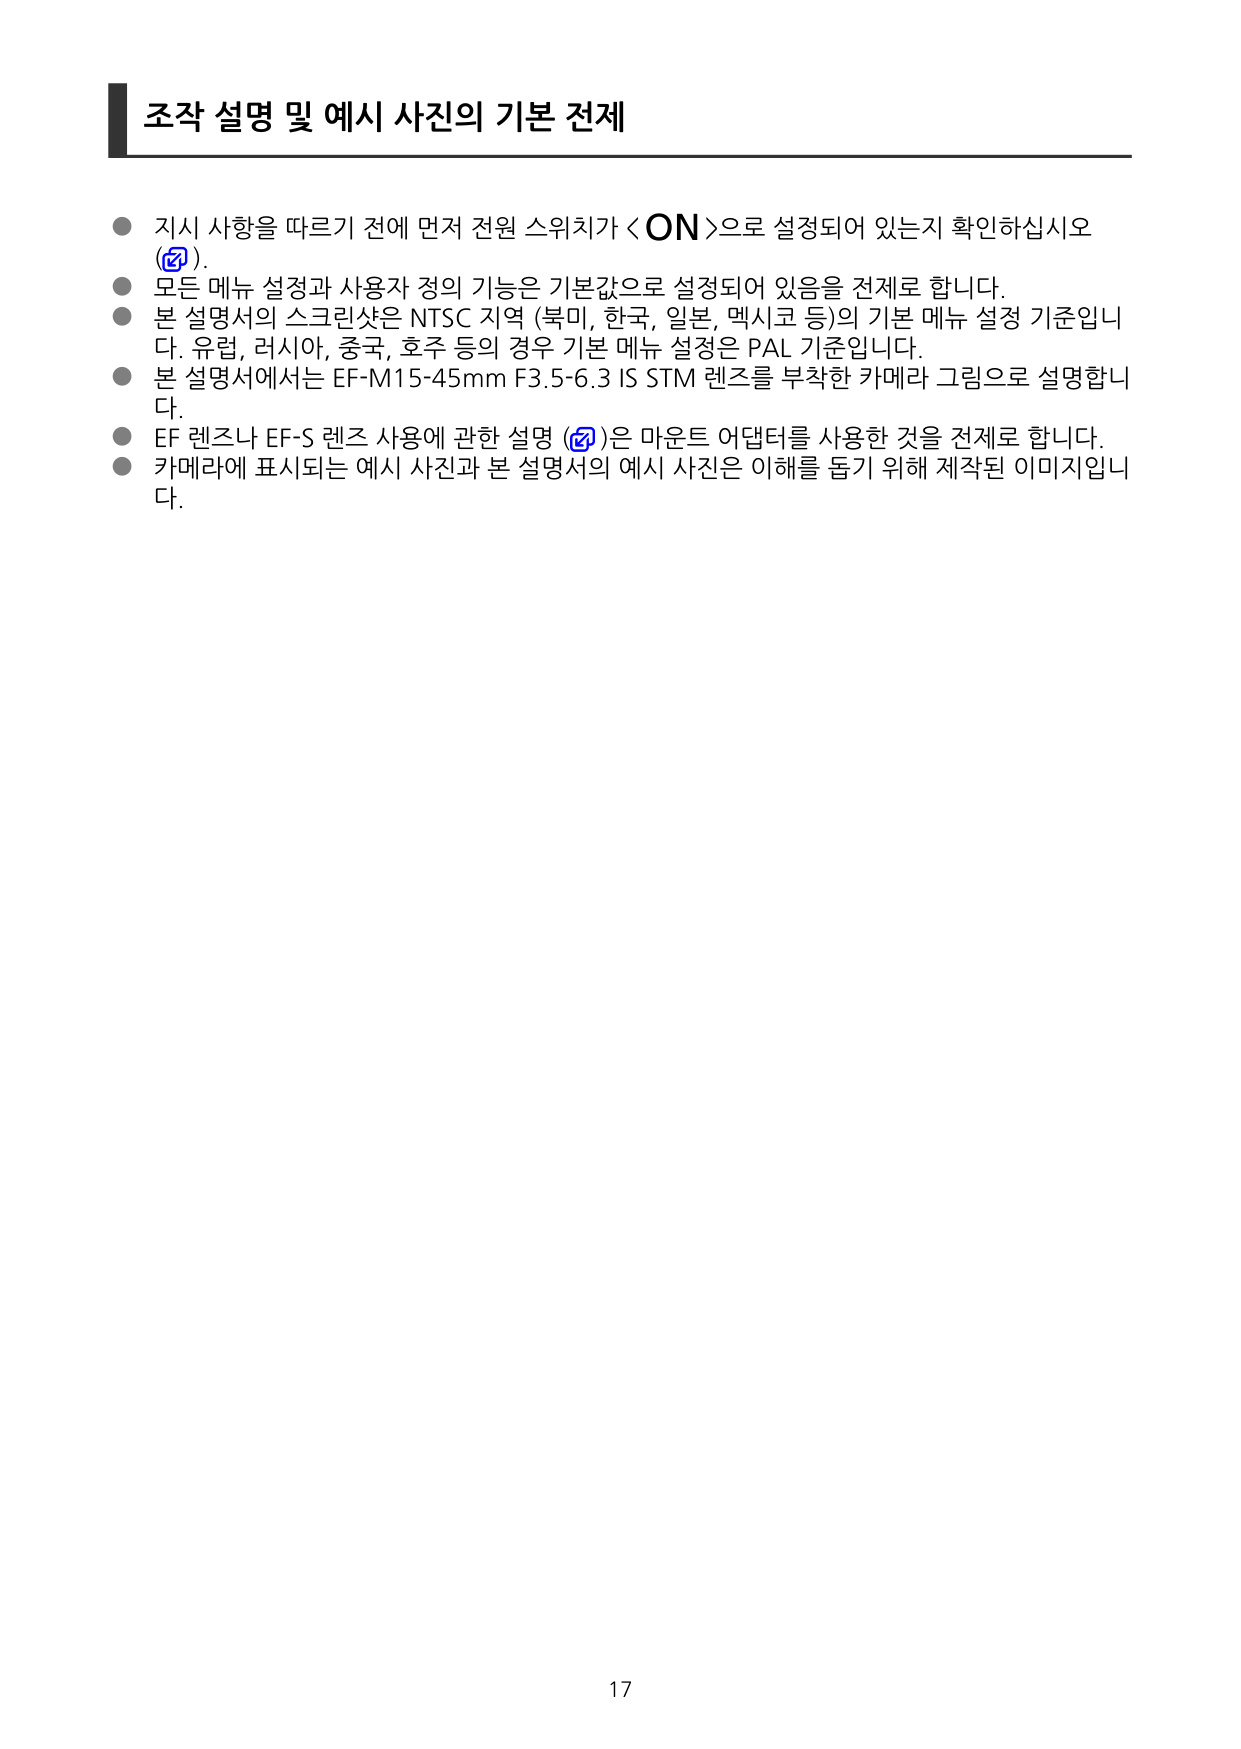 조작 설명 및 예시 사진의 기본 전제
● 지시 사항을 따르기 전에 먼저 전원 스위치가 <ON>으로 설정되어 있는지 확인하십시오
( ).
● 모든 메뉴 설정과 사용자 정의 기능은 기본값으로 설정되어 있음을 전제로 합니다.
● 본 설명서의 스크린샷은 NTSC 지역 (북미, 한국, 일본, 멕시코 등)의 기본 메뉴 설정 기준입니
다. 유럽, 러시아, 중국, 호주 등의 경우 기본 메뉴 설정은 PAL 기준입니다.
● 본 설명서에서는 EF-M15-45mm F3.5-6.3 IS STM 렌즈를 부착한 카메라 그림으로 설명합니
다.
● EF 렌즈나 EF-S 렌즈 사용에 관한 설명 ( )은 마운트 어댑터를 사용한 것을 전제로 합니다.
● 카메라에 표시되는 예시 사진과 본 설명서의 예시 사진은 이해를 돕기 위해 제작된 이미지입니
다.
17